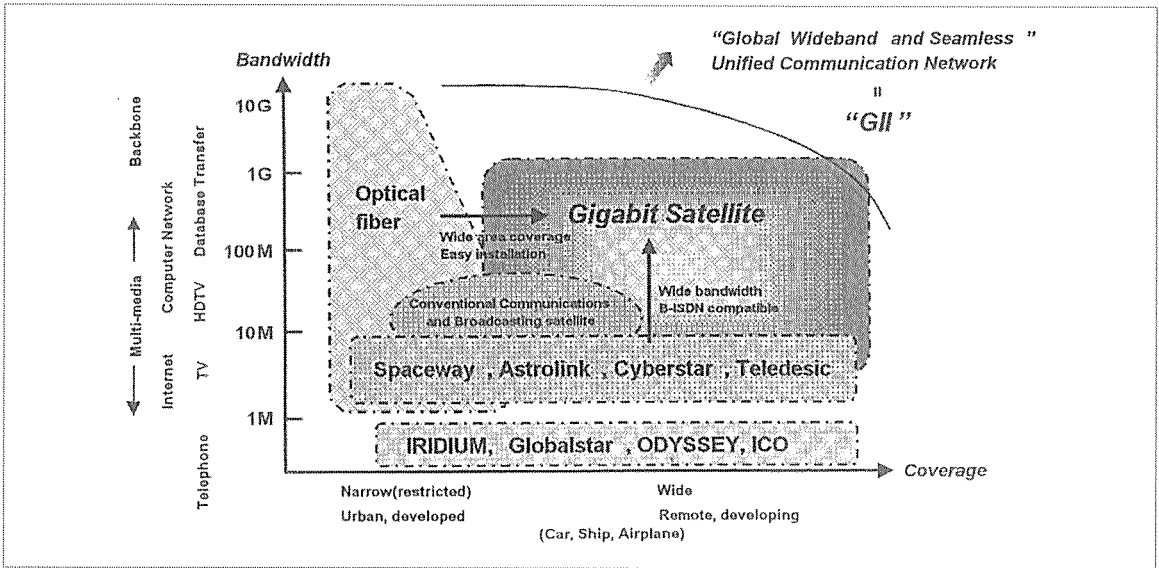 “Global Wideband and Seamless ”
Unified Communication Network
=
“GII”
Bandwidth
10G
1G
100M
10M
1M
Backbone
Multi-media
Computer Network
Internet
Database Transfer
HDTV
TV
Telephone
Optical
fiber
Wide area coverage
Easy installation
Gigabit Satellite
Wide bandwidth
B-ISDN compatible
Conventional Communications
and Broadcasting satellite
Spaceway , Astrolink , Cyberstar , Teledesic
IRIDIUM, Globalstar , ODYSSEY, ICO
Coverage
Narrow(restricted)
Wide
Urban, developed
Remote, developing
(Car, Ship, Airplane)